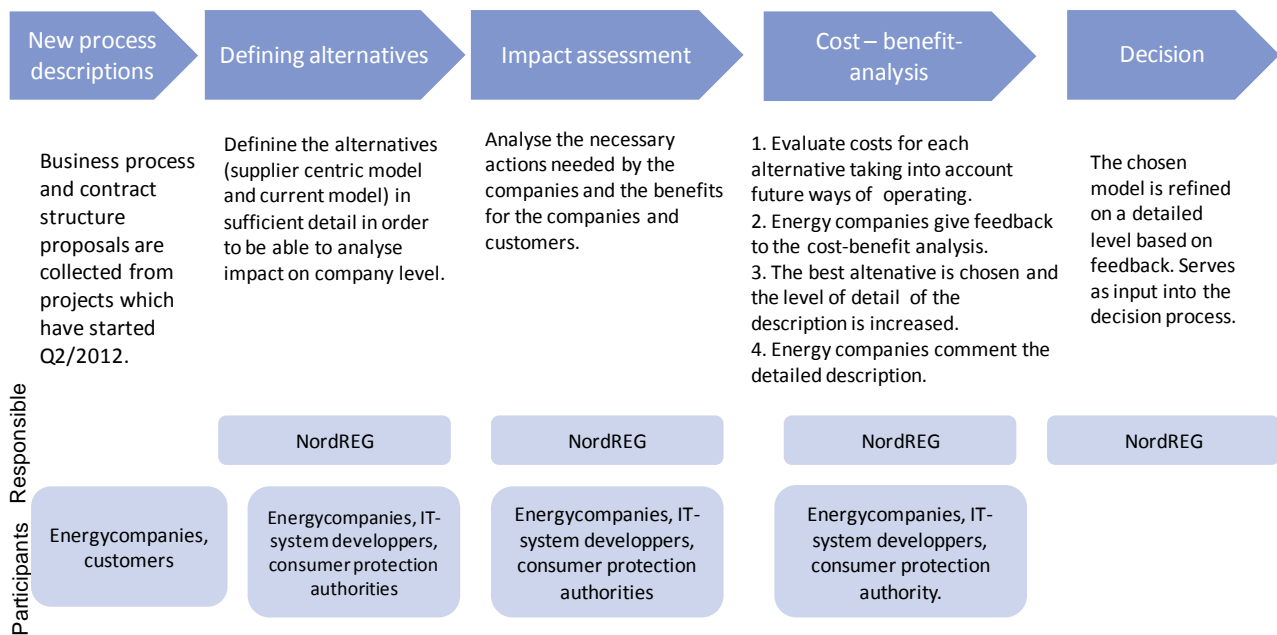 New process
descriptions
Defining alternatives
Impact assessment
Cost – benefit-
analysis
Decision
Business process
and contract
structure
proposals are
collected from
projects which
have started
Q2/2012.
Definine the alternatives
(supplier centric model
and current model) in
sufficient detail in order
to be able to analyse
impact on company level.
Analyse the necessary
actions needed by the
companies and the benefits
for the companies and
customers.
1. Evaluate costs for each
alternative taking into account
future ways of operating.
2. Energy companies give feedback
to the cost-benefit analysis.
3. The best altenative is chosen and
the level of detail of the
description is increased.
4. Energy companies comment the
detailed description.
The chosen
model is refined
on a detailed
level based on
feedback. Serves
as input into the
decision process.
Responsible
NordREG
NordREG
NordREG
NordREG
Participants
Energycompanies,
customers
Energycompanies, IT-
system developpers,
consumer protection
authorities
Energycompanies, IT-
system developpers,
consumer protection
authorities
Energycompanies, IT-
system developpers,
consumer protection
authority.